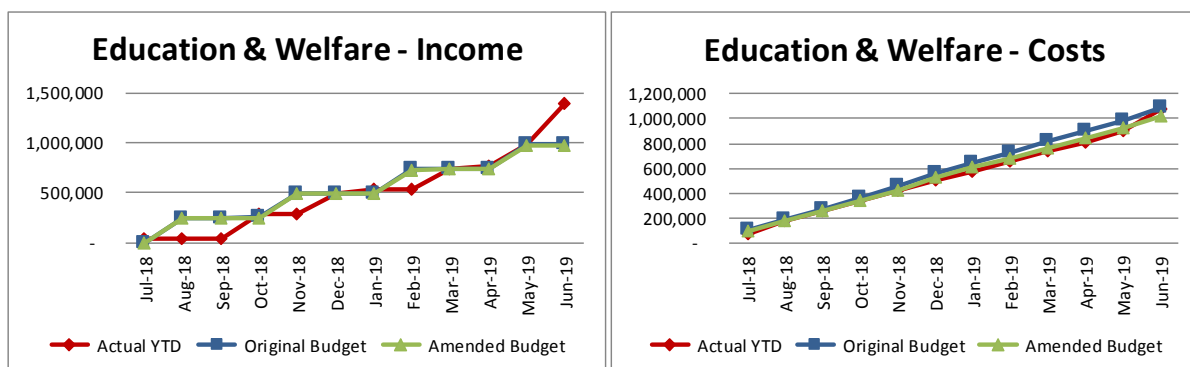 Education & Welfare - Income
1,500,000
1,000,000
500,000
-
Jul-18
Aug-18
Sep-18
Oct-18
Nov-18
Dec-18
Jan-19
Feb-19
Mar-19
Apr-19
May-19
Jun-19
Actual YTD Original Budget Amended Budget
Education & Welfare - Costs
1,200,000
1,000,000
800,000
600,000
400,000
200,000
-
Jul-18
Aug-18
Sep-18
Oct-18
Nov-18
Dec-18
Jan-19
Feb-19
Mar-19
Apr-19
May-19
Jun-19
Actual YTD Original Budget Amended Budget